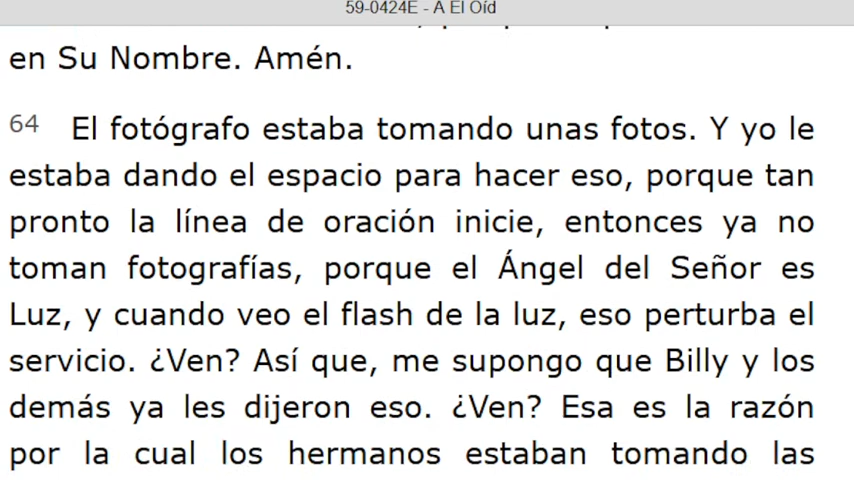 59-0424E - A El Oíd
en Su Nombre. Amén.
64 El fotógrafo estaba tomando unas fotos. Y yo le
estaba dando el espacio para hacer eso, porque tan
pronto la línea de oración inicie, entonces ya no
toman fotografías, porque el Ángel del Señor es
Luz, y cuando veo el flash de la luz, eso perturba el
servicio. ¿Ven? Así que, me supongo que Billy y los
demás ya les dijeron eso. ¿Ven? Esa es la razón
por la cual los hermanos estaban tomando las